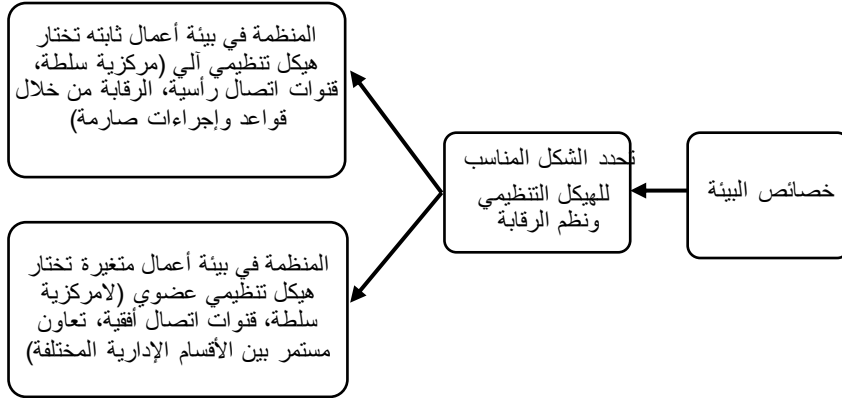 خصائص البيئة
تحدد الشكل المناسب
للهيكل التنظيمي
ونظم الرقابة
المنظمة في بيئة أعمال ثابته تختار
هيكل تنظيمي آلي (مركزية سلطة،
قنوات اتصال رأسية، الرقابة من خلال
قواعد وإجراءات صارمة)
المنظمة في بيئة أعمال متغيرة تختار
هيكل تنظيمي عضوي (لامركزية
سلطة، قنوات اتصال أفقية، تعاون
مستمر بين الأقسام الإدارية المختلفة)